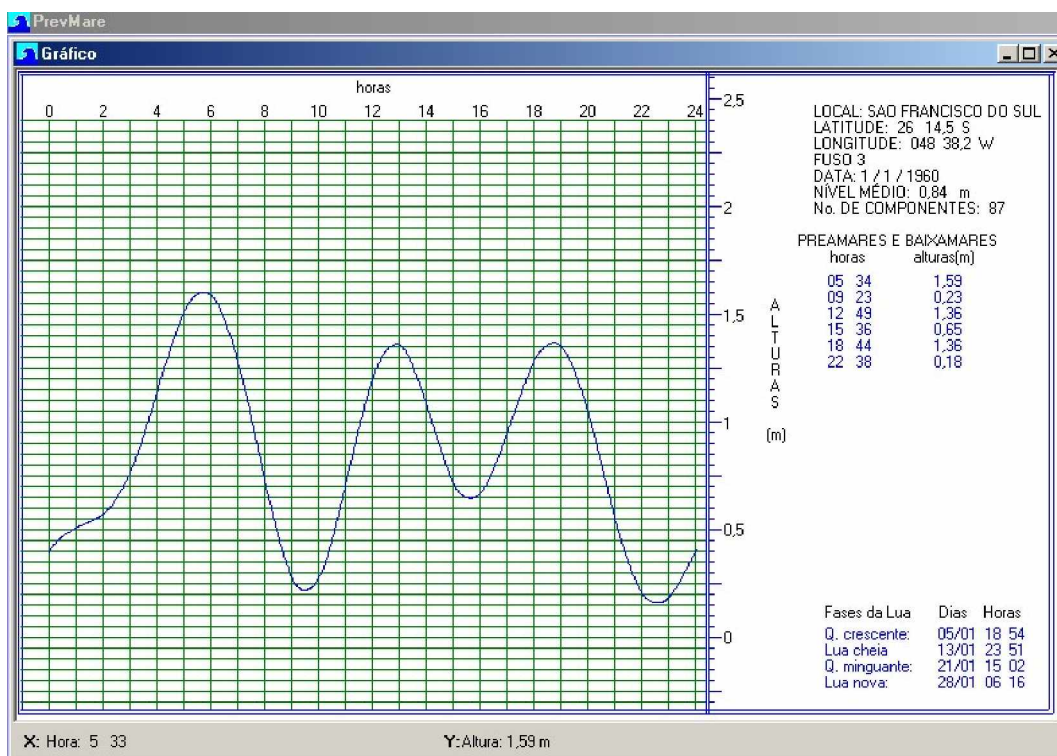 PrevMare
Gráfico
horas
0 2 4 6 8 10 12 14 16 18 20 22 24
2,5
2
1,5
1
0,5
0
ALTURAS
(m)
LOCAL: SAO FRANCISCO DO SUL
LATITUDE: 26 14,5 S
LONGITUDE: 048 38,2 W
FUSO 3
DATA: 1 / 1 / 1960
NÍVEL MÉDIO: 0,84 m
No. DE COMPONENTES: 87
PREAMARES E BAIXAMARES
horas alturas(m)
05 34 1,59
09 23 0,23
12 49 1,36
15 36 0,65
18 44 1,36
22 38 0,18
Fases da Lua Dias Horas
Q. crescente: 05/01 18 54
Lua cheia 13/01 23 51
Q. minguante: 21/01 15 02
Lua nova: 28/01 06 16
X: Hora: 5 33 Y:Altura: 1,59 m